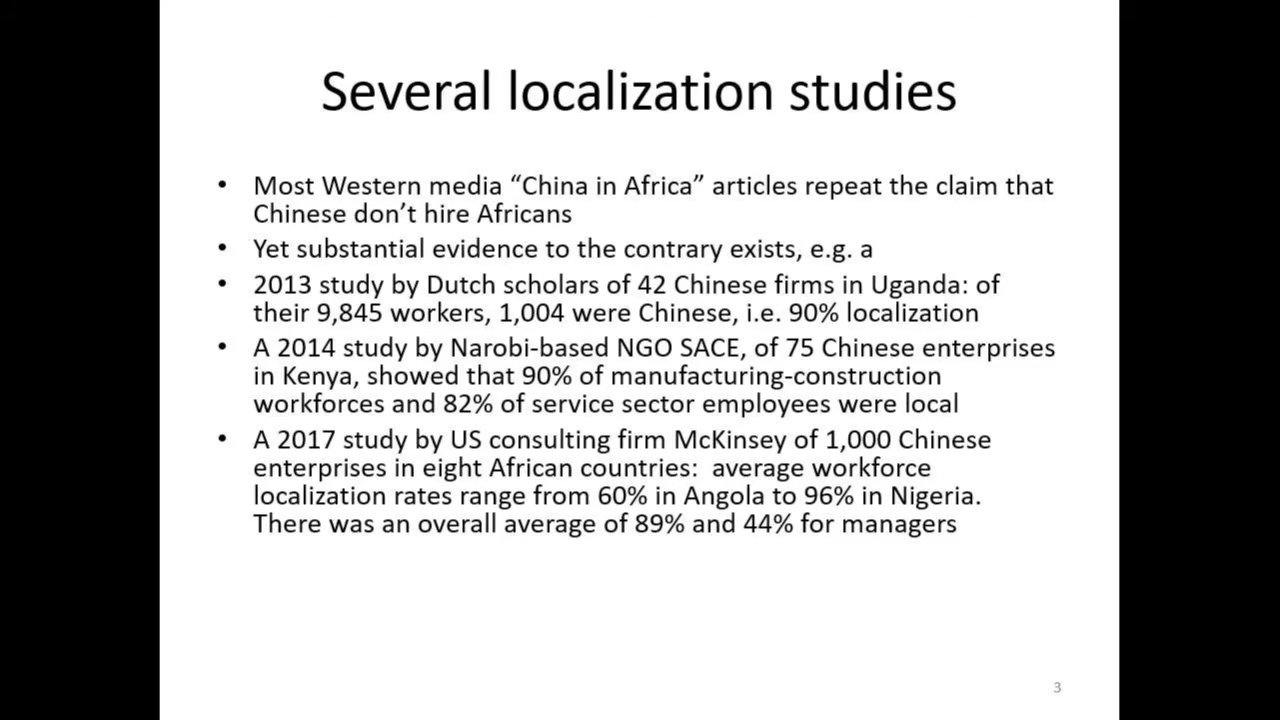 Several localization studies
• Most Western media “China in Africa” articles repeat the claim that
Chinese don’t hire Africans
• Yet substantial evidence to the contrary exists, e.g. a
• 2013 study by Dutch scholars of 42 Chinese firms in Uganda: of
their 9,845 workers, 1,004 were Chinese, i.e. 90% localization
• A 2014 study by Narobi-based NGO SACE, of 75 Chinese enterprises
in Kenya, showed that 90% of manufacturing-construction
workforces and 82% of service sector employees were local
• A 2017 study by US consulting firm McKinsey of 1,000 Chinese
enterprises in eight African countries:  average workforce
localization rates range from 60% in Angola to 96% in Nigeria.
There was an overall average of 89% and 44% for managers
3